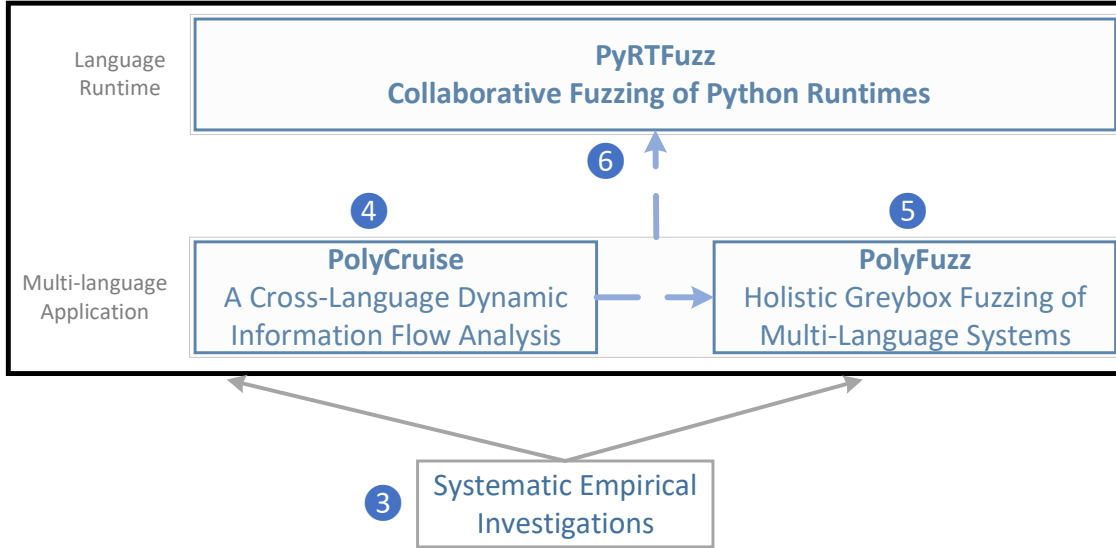 Language
Runtime
PyRTFuzz
Collaborative Fuzzing of Python Runtimes
6
4
5
Multi-language
Application
PolyCruise
A Cross-Language Dynamic
Information Flow Analysis
PolyFuzz
Holistic Greybox Fuzzing of
Multi-Language Systems
3
Systematic Empirical
Investigations